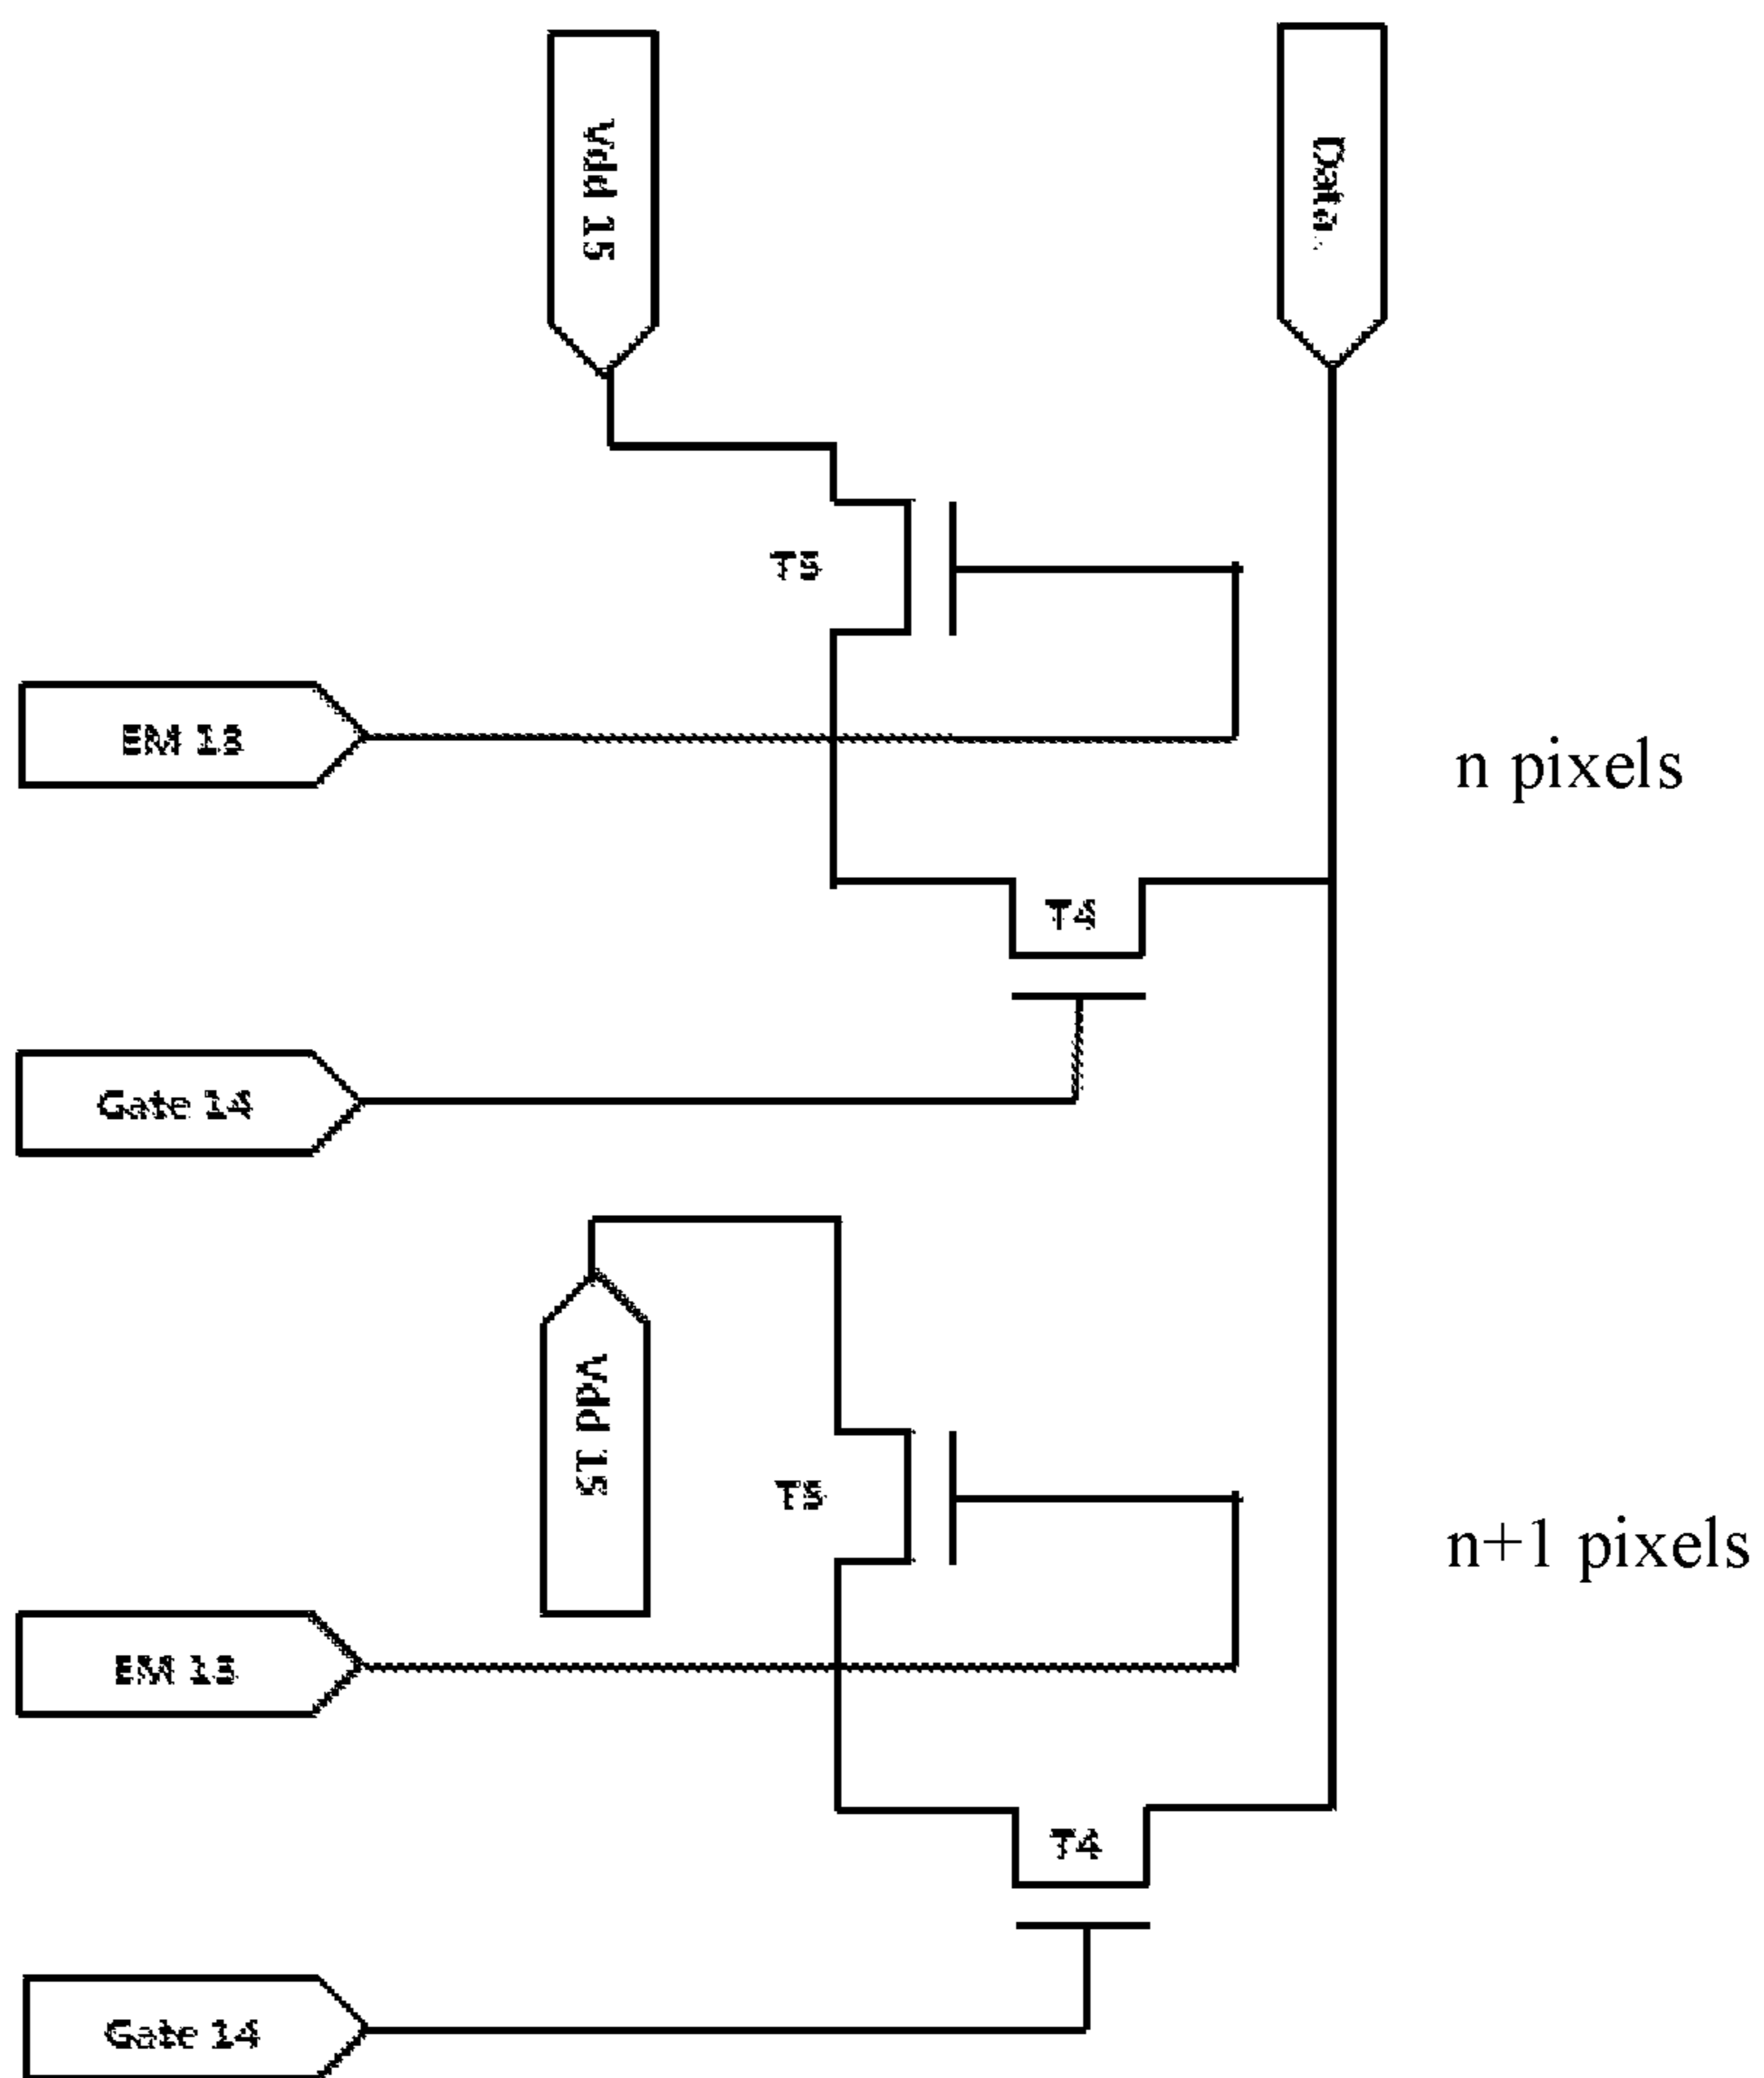 Vdd 15
Data
T5
EM 13
n pixels
T4
Gate 14
Vdd 15
T5
n+1 pixels
EM 13
T4
Gate 14